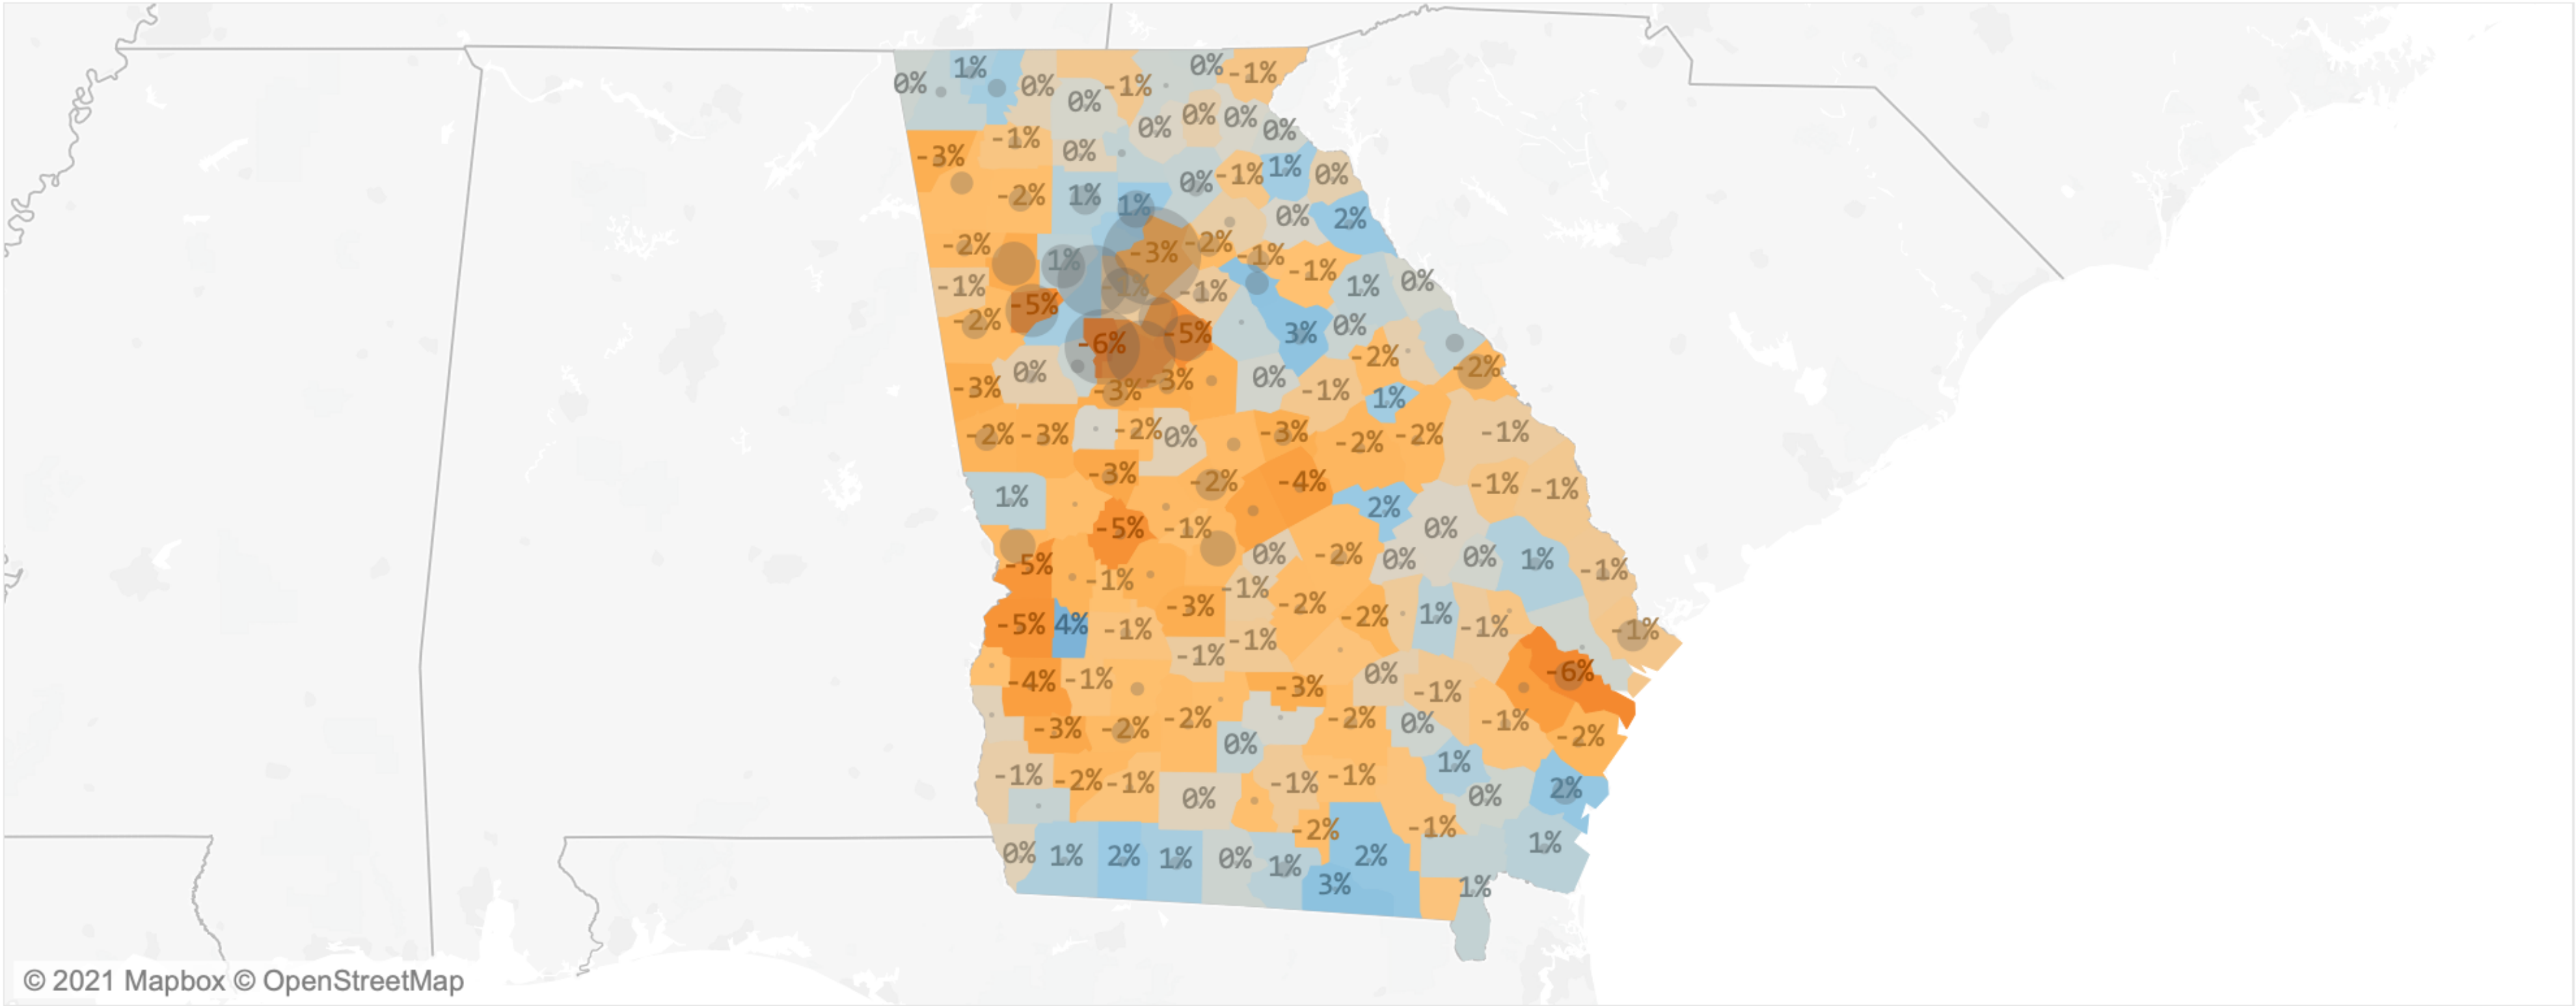 0% 1% 0% -1% 0% -1%
0%
-3% -1% 0% 0% 0% 0% 0%
-2% 1% 1% 0% -1% 1% 0%
0% 2%
-2% 1% -3% -2% -1% -1%
-1% -1% 1% 0%
-5%
-2% -6% -5% 3% 0%
0% -2% -2%
-3% -3% -3% 0% -1% 1%
-2% -3% -2% 0% -3% -2% -2% -1%
-3% -2% -4% -1% -1%
1% 2%
-5% -1% 0%
-5% -1% 0% -2% 0% 0% 1% -1%
-3% -1% -2%
-5% 4% -1% -1% -2% 1% -1% -1%
-1%
-4% -1% -3% 0% -1% -6%
-3% -2% -2% 0% -2% 0% -1% -2%
-1% -2% -1% 0% -1% -1% 1% 0% 2%
-2% -1%
0% 1% 2% 1% 0% 1% 2% 1%
3% 1%
© 2021 Mapbox © OpenStreetMap